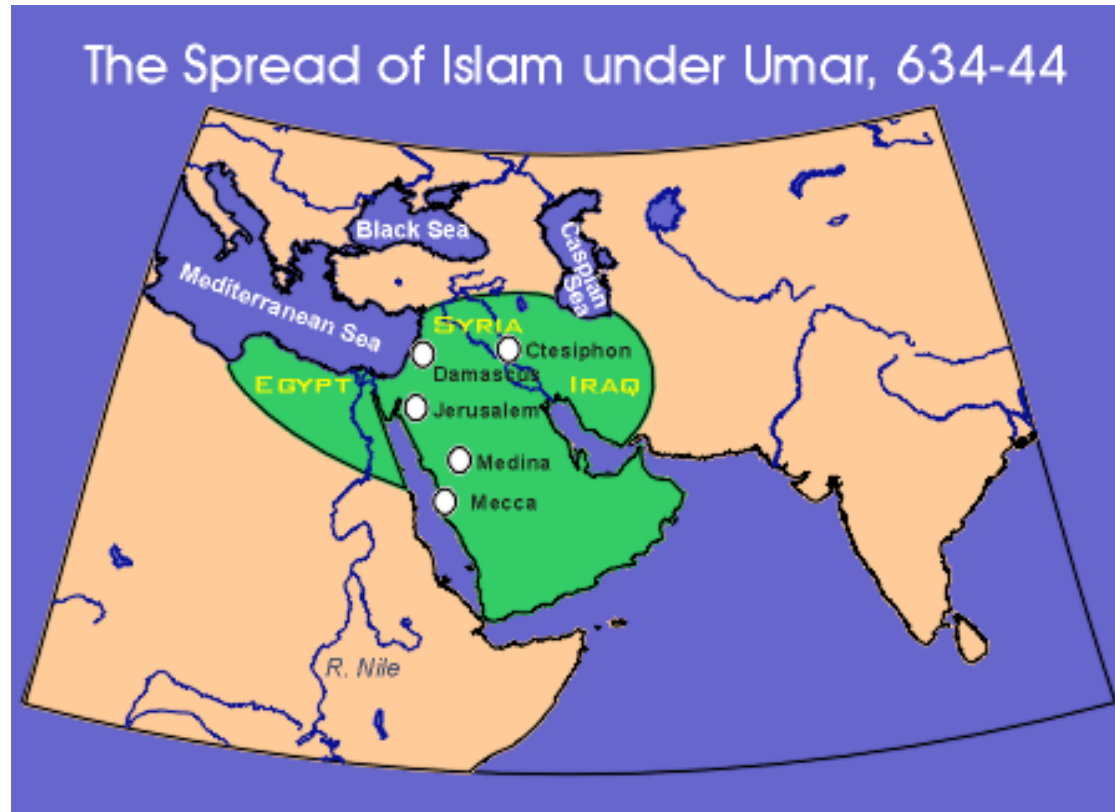 The Spread of Islam under Umar, 634-44
Black Sea
Caspian
Sea
Mediterranean Sea
SYRIA
Ctesiphon
Damascus
EGYPT
IRAQ
Jerusalem
Medina
Mecca
R. Nile